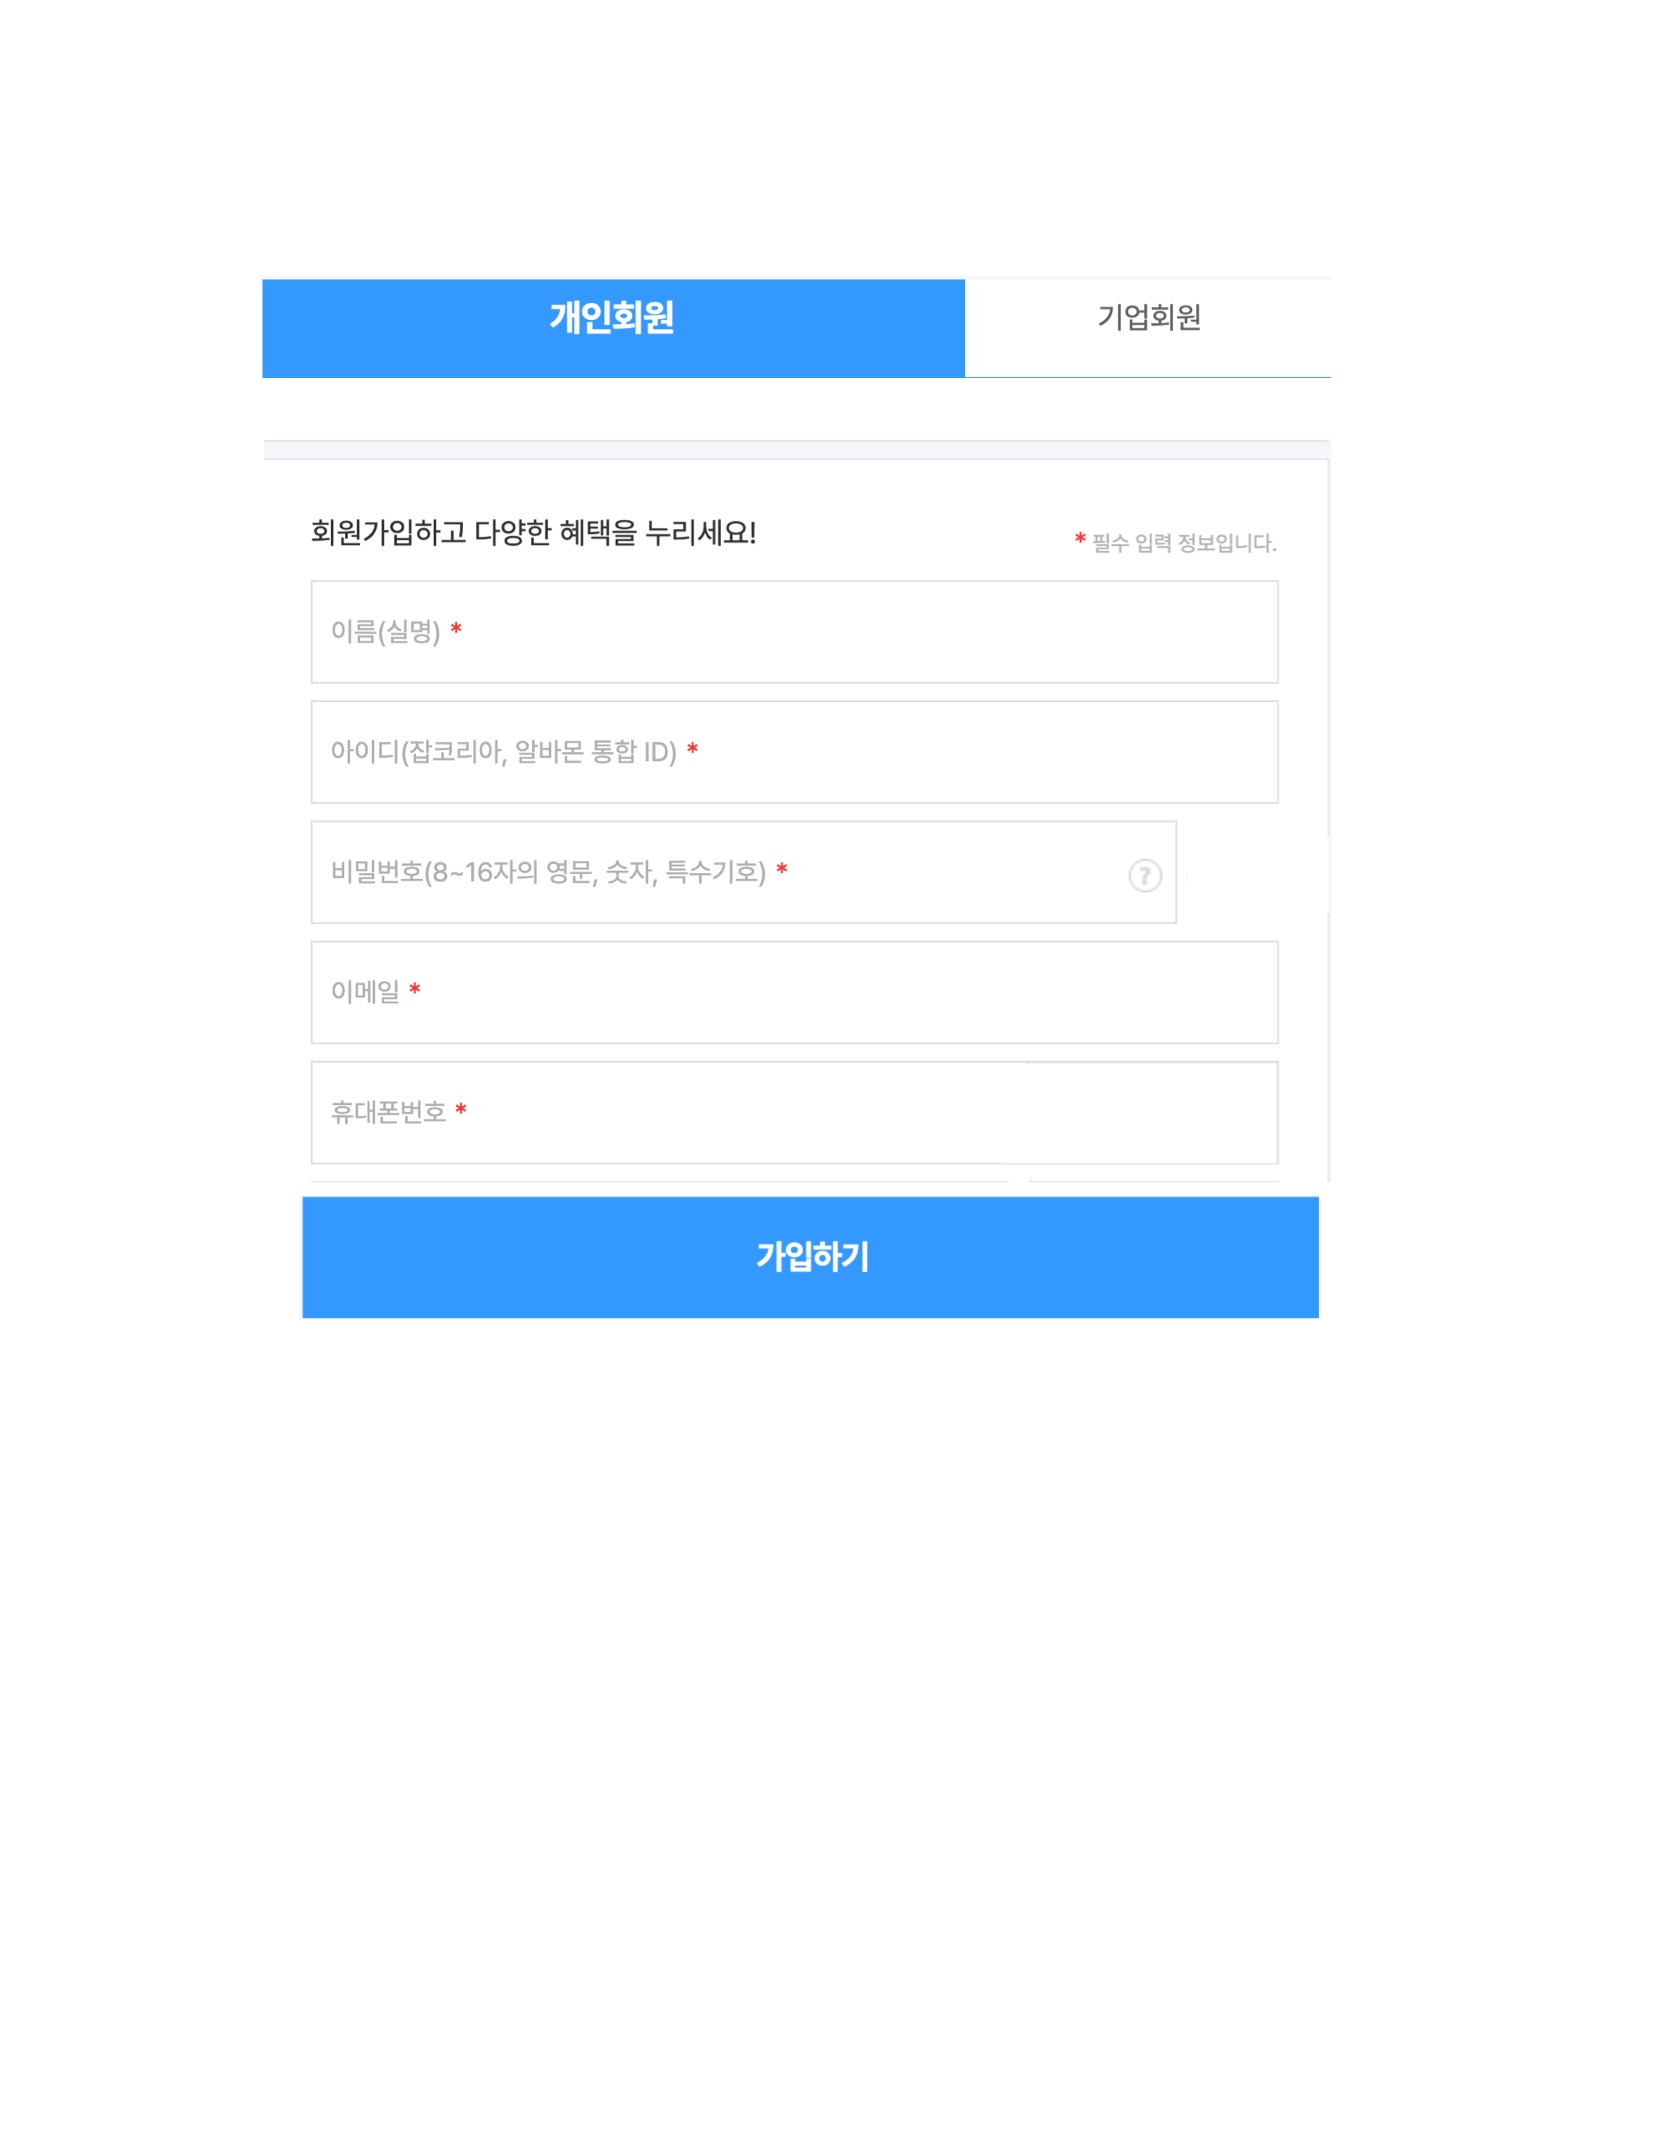 개인회원
기업회원
회원가입하고 다양한 혜택을 누리세요!
* 필수 입력 정보입니다.
이름(실명) *
아이디(잡코리아, 알바몬 통합 ID) *
비밀번호(8~16자의 영문, 숫자, 특수기호) *
?
이메일 *
휴대폰번호 *
가입하기